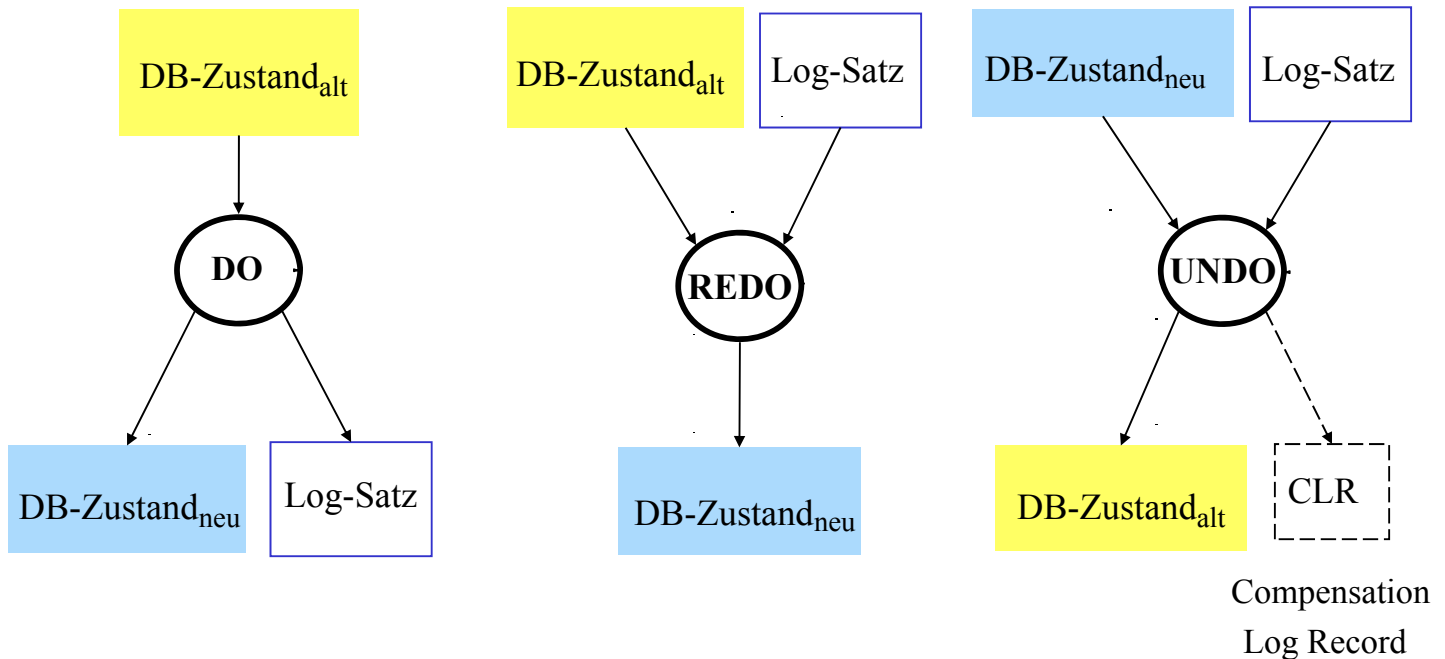 DB-Zustandalt
DO
DB-Zustandneu
Log-Satz
DB-Zustandalt
Log-Satz
REDO
DB-Zustandneu
DB-Zustandneu
Log-Satz
UNDO
DB-Zustandalt
CLR
Compensation
Log Record